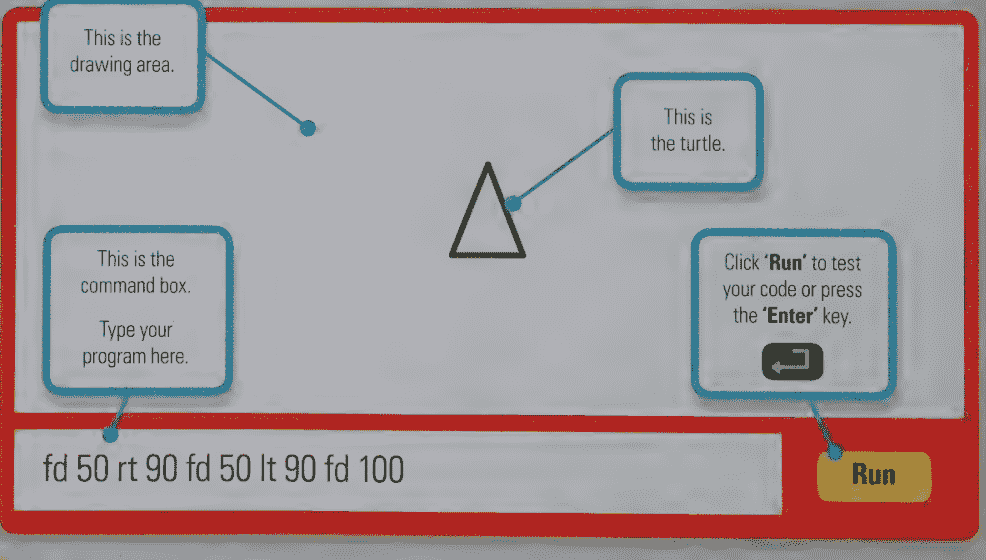 This is the
drawing area.
This is
the turtle.
This is the
command box.
Type your
program here.
Click ‘Run’ to test
your code or press
the ‘Enter’ key.
fd 50 rt 90 fd 50 lt 90 fd 100
Run